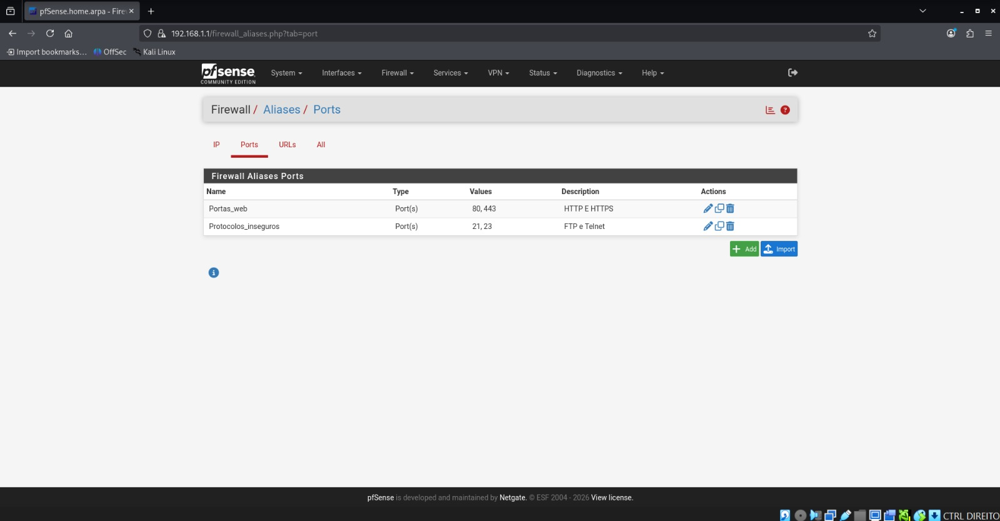 pfSense.home.arpa - Fire
192.168.1.1/firewall_aliases.php?tab=port
Import bookmarks... OffSec Kali Linux
pfsense
COMMUNITY EDITION
System Interfaces Firewall Services VPN Status Diagnostics Help
Firewall / Aliases / Ports
IP Ports URLs All
Firewall Aliases Ports
Name Type Values Description Actions
Portas_web Port(s) 80, 443 HTTP E HTTPS
Protocolos_inseguros Port(s) 21, 23 FTP e Telnet
Add Import
pfSense is developed and maintained by Netgate. © ESF 2004 - 2026 View license.
CTRL DIREITO